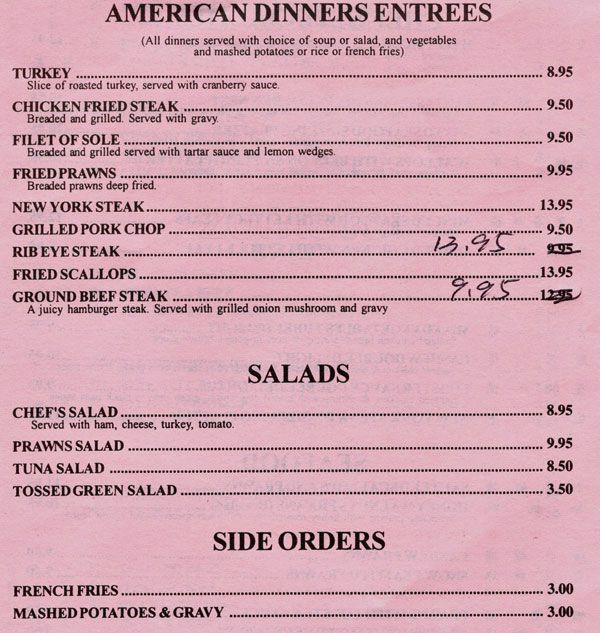 AMERICAN DINNERS ENTREES
(All dinners served with choice of soup or salad, and vegetables
and mashed potatoes or rice or french fries)
TURKEY 8.95
Slice of roasted turkey, served with cranberry sauce.
CHICKEN FRIED STEAK 9.50
Breaded and grilled. Served with gravy.
FILET OF SOLE 9.50
Breaded and grilled served with tartar sauce and lemon wedges.
FRIED PRAWNS 9.95
Breaded prawns deep fried.
NEW YORK STEAK 13.95
GRILLED PORK CHOP 9.50
RIB EYE STEAK 13.95 9.95
FRIED SCALLOPS 13.95
GROUND BEEF STEAK 9.95 12.95
A juicy hamburger steak. Served with grilled onion mushroom and gravy
SALADS
CHEF'S SALAD 8.95
Served with ham, cheese, turkey, tomato.
PRAWNS SALAD 9.95
TUNA SALAD 8.50
TOSSED GREEN SALAD 3.50
SIDE ORDERS
FRENCH FRIES 3.00
MASHED POTATOES & GRAVY 3.00